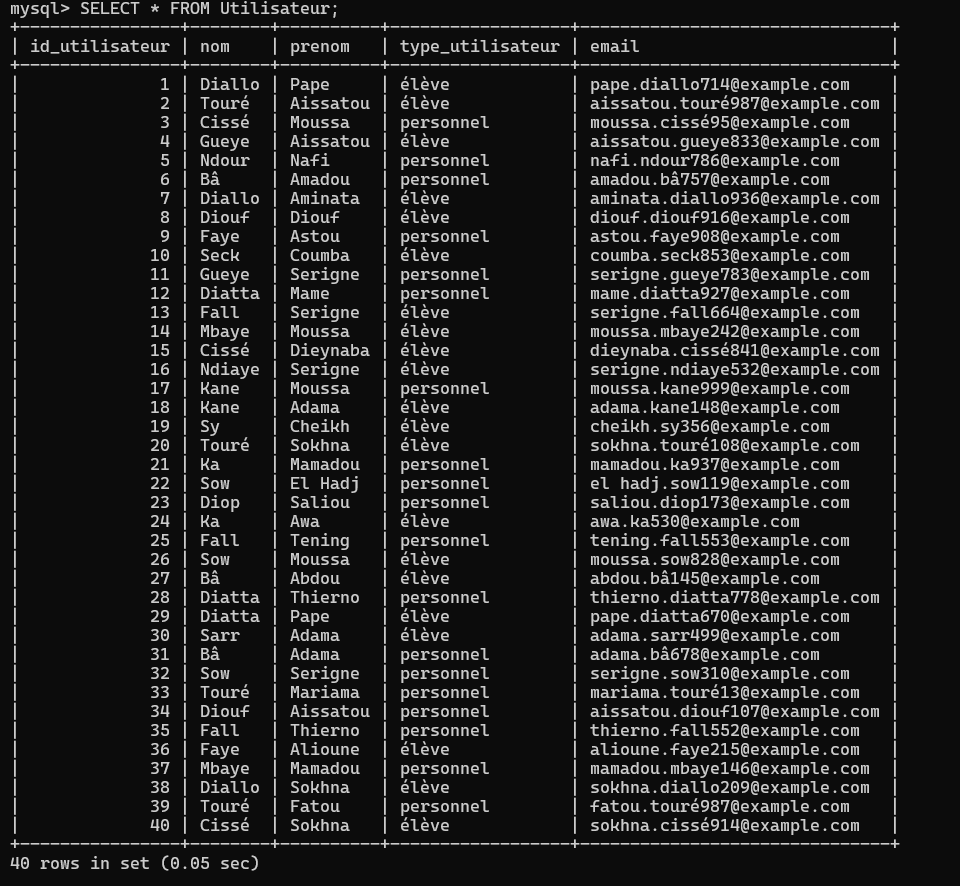 mysql> SELECT * FROM Utilisateur;
+----------------+--------+----------+------------------+------------------------------+
| id_utilisateur | nom    | prenom   | type_utilisateur | email                        |
+----------------+--------+----------+------------------+------------------------------+
|              1 | Diallo | Pape     | élève            | pape.diallo714@example.com   |
|              2 | Touré  | Aissatou | élève            | aissatou.touré987@example.com |
|              3 | Cissé  | Moussa   | personnel        | moussa.cissé95@example.com   |
|              4 | Gueye  | Aissatou | élève            | aissatou.gueye833@example.com |
|              5 | Ndour  | Nafi     | personnel        | nafi.ndour786@example.com    |
|              6 | Bâ     | Amadou   | personnel        | amadou.bâ757@example.com     |
|              7 | Diallo | Aminata  | élève            | aminata.diallo936@example.com |
|              8 | Diouf  | Diouf    | élève            | diouf.diouf916@example.com   |
|              9 | Faye   | Astou    | personnel        | astou.faye908@example.com    |
|             10 | Seck   | Coumba   | élève            | coumba.seck853@example.com   |
|             11 | Gueye  | Serigne  | personnel        | serigne.gueye783@example.com |
|             12 | Diatta | Mame     | personnel        | mame.diatta927@example.com   |
|             13 | Fall   | Serigne  | élève            | serigne.fall664@example.com  |
|             14 | Mbaye  | Moussa   | élève            | moussa.mbaye242@example.com  |
|             15 | Cissé  | Dieynaba | élève            | dieynaba.cissé841@example.com |
|             16 | Ndiaye | Serigne  | élève            | serigne.ndiaye532@example.com |
|             17 | Kane   | Moussa   | personnel        | moussa.kane999@example.com   |
|             18 | Kane   | Adama    | élève            | adama.kane148@example.com    |
|             19 | Sy     | Cheikh   | élève            | cheikh.sy356@example.com     |
|             20 | Touré  | Sokhna   | élève            | sokhna.touré108@example.com  |
|             21 | Ka     | Mamadou  | personnel        | mamadou.ka937@example.com    |
|             22 | Sow    | El Hadj  | personnel        | el hadj.sow119@example.com   |
|             23 | Diop   | Saliou   | personnel        | saliou.diop173@example.com   |
|             24 | Ka     | Awa      | élève            | awa.ka530@example.com        |
|             25 | Fall   | Tening   | personnel        | tening.fall553@example.com   |
|             26 | Sow    | Moussa   | élève            | moussa.sow828@example.com    |
|             27 | Bâ     | Abdou    | élève            | abdou.bâ145@example.com      |
|             28 | Diatta | Thierno  | personnel        | thierno.diatta778@example.com |
|             29 | Diatta | Pape     | élève            | pape.diatta670@example.com   |
|             30 | Sarr   | Adama    | élève            | adama.sarr499@example.com    |
|             31 | Bâ     | Adama    | personnel        | adama.bâ678@example.com      |
|             32 | Sow    | Serigne  | personnel        | serigne.sow310@example.com   |
|             33 | Touré  | Mariama  | personnel        | mariama.touré13@example.com  |
|             34 | Diouf  | Aissatou | personnel        | aissatou.diouf107@example.com |
|             35 | Fall   | Thierno  | personnel        | thierno.fall552@example.com  |
|             36 | Faye   | Alioune  | élève            | alioune.faye215@example.com  |
|             37 | Mbaye  | Mamadou  | personnel        | mamadou.mbaye146@example.com |
|             38 | Diallo | Sokhna   | élève            | sokhna.diallo209@example.com |
|             39 | Touré  | Fatou    | personnel        | fatou.touré987@example.com   |
|             40 | Cissé  | Sokhna   | élève            | sokhna.cissé914@example.com  |
+----------------+--------+----------+------------------+------------------------------+
40 rows in set (0.05 sec)